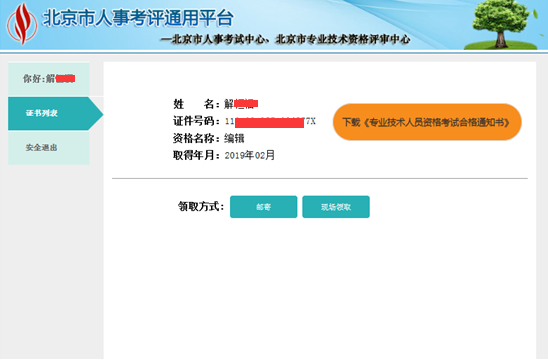 北京市人事考评通用平台
—北京市人事考试中心、北京市专业技术资格评审中心
你好:解
证书列表
安全退出
姓 名：解
证件号码：11 7X
资格名称：编辑
取得年月：2019年02月
下载《专业技术人员资格考试合格通知书》
领取方式：
邮寄
现场领取